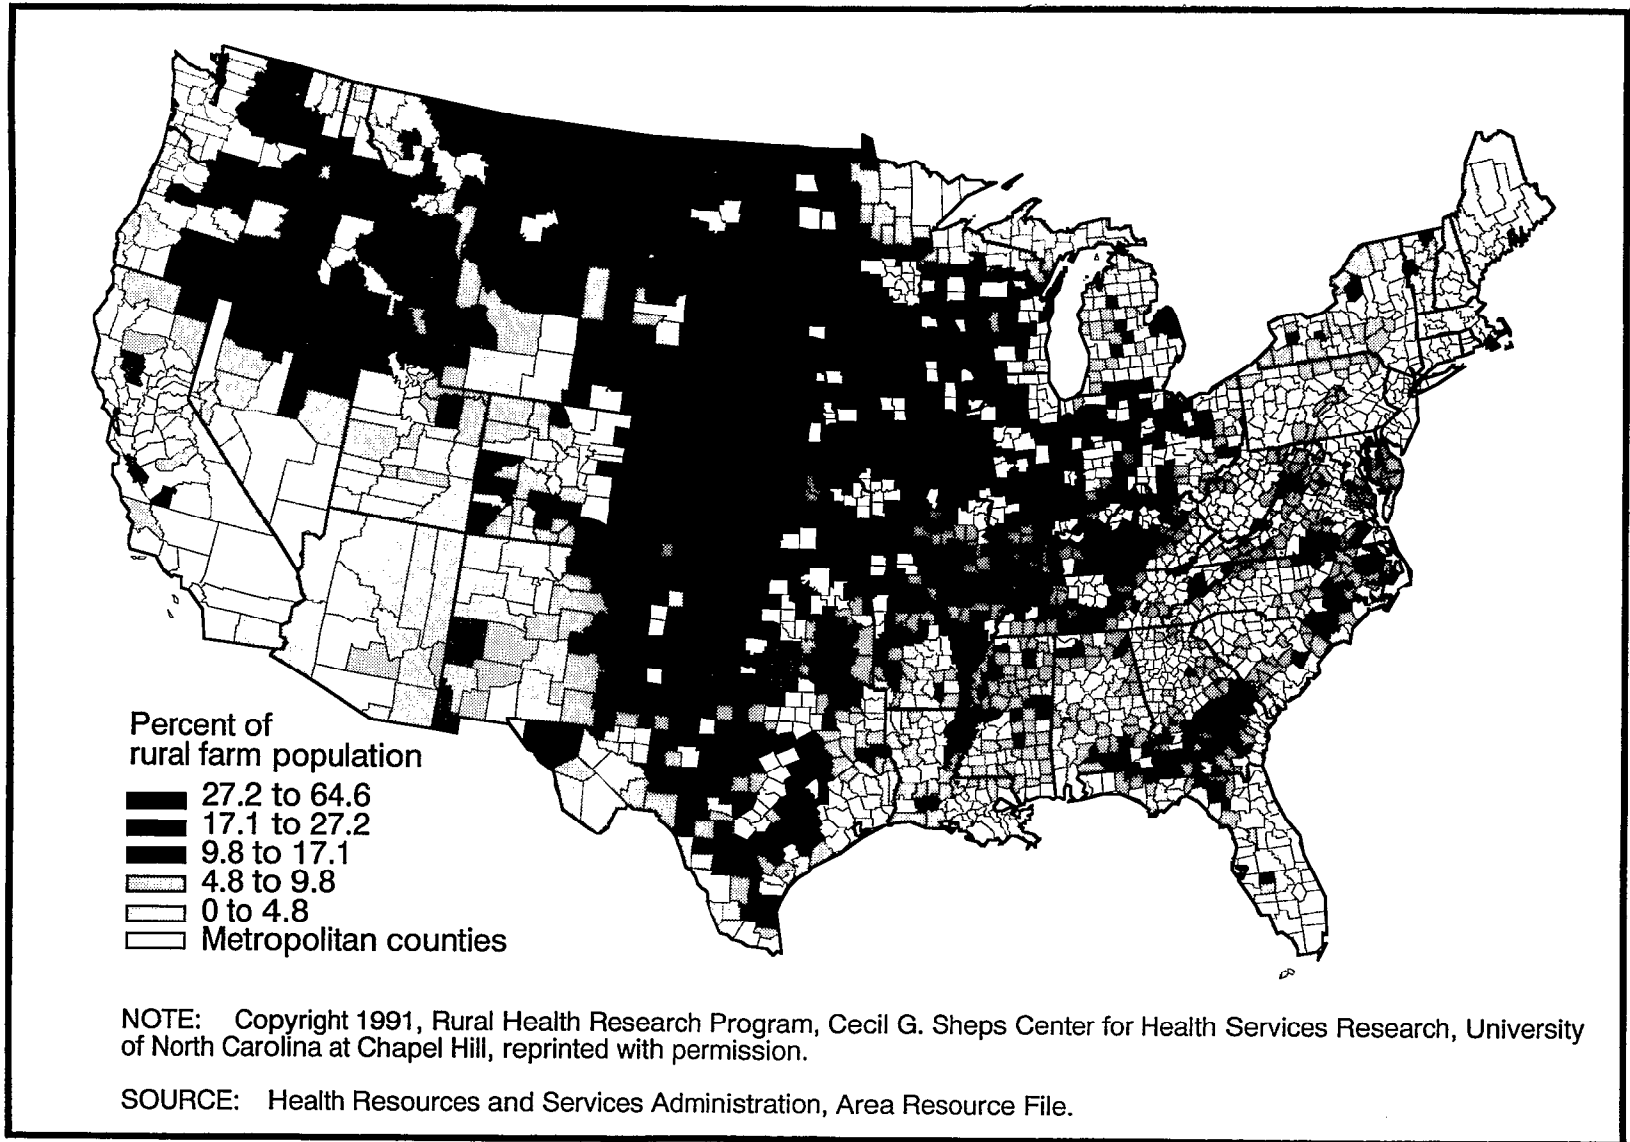 Percent of
rural farm population
27.2 to 64.6
17.1 to 27.2
9.8 to 17.1
4.8 to 9.8
0 to 4.8
Metropolitan counties
NOTE: Copyright 1991, Rural Health Research Program, Cecil G. Sheps Center for Health Services Research, University
of North Carolina at Chapel Hill, reprinted with permission.
SOURCE: Health Resources and Services Administration, Area Resource File.